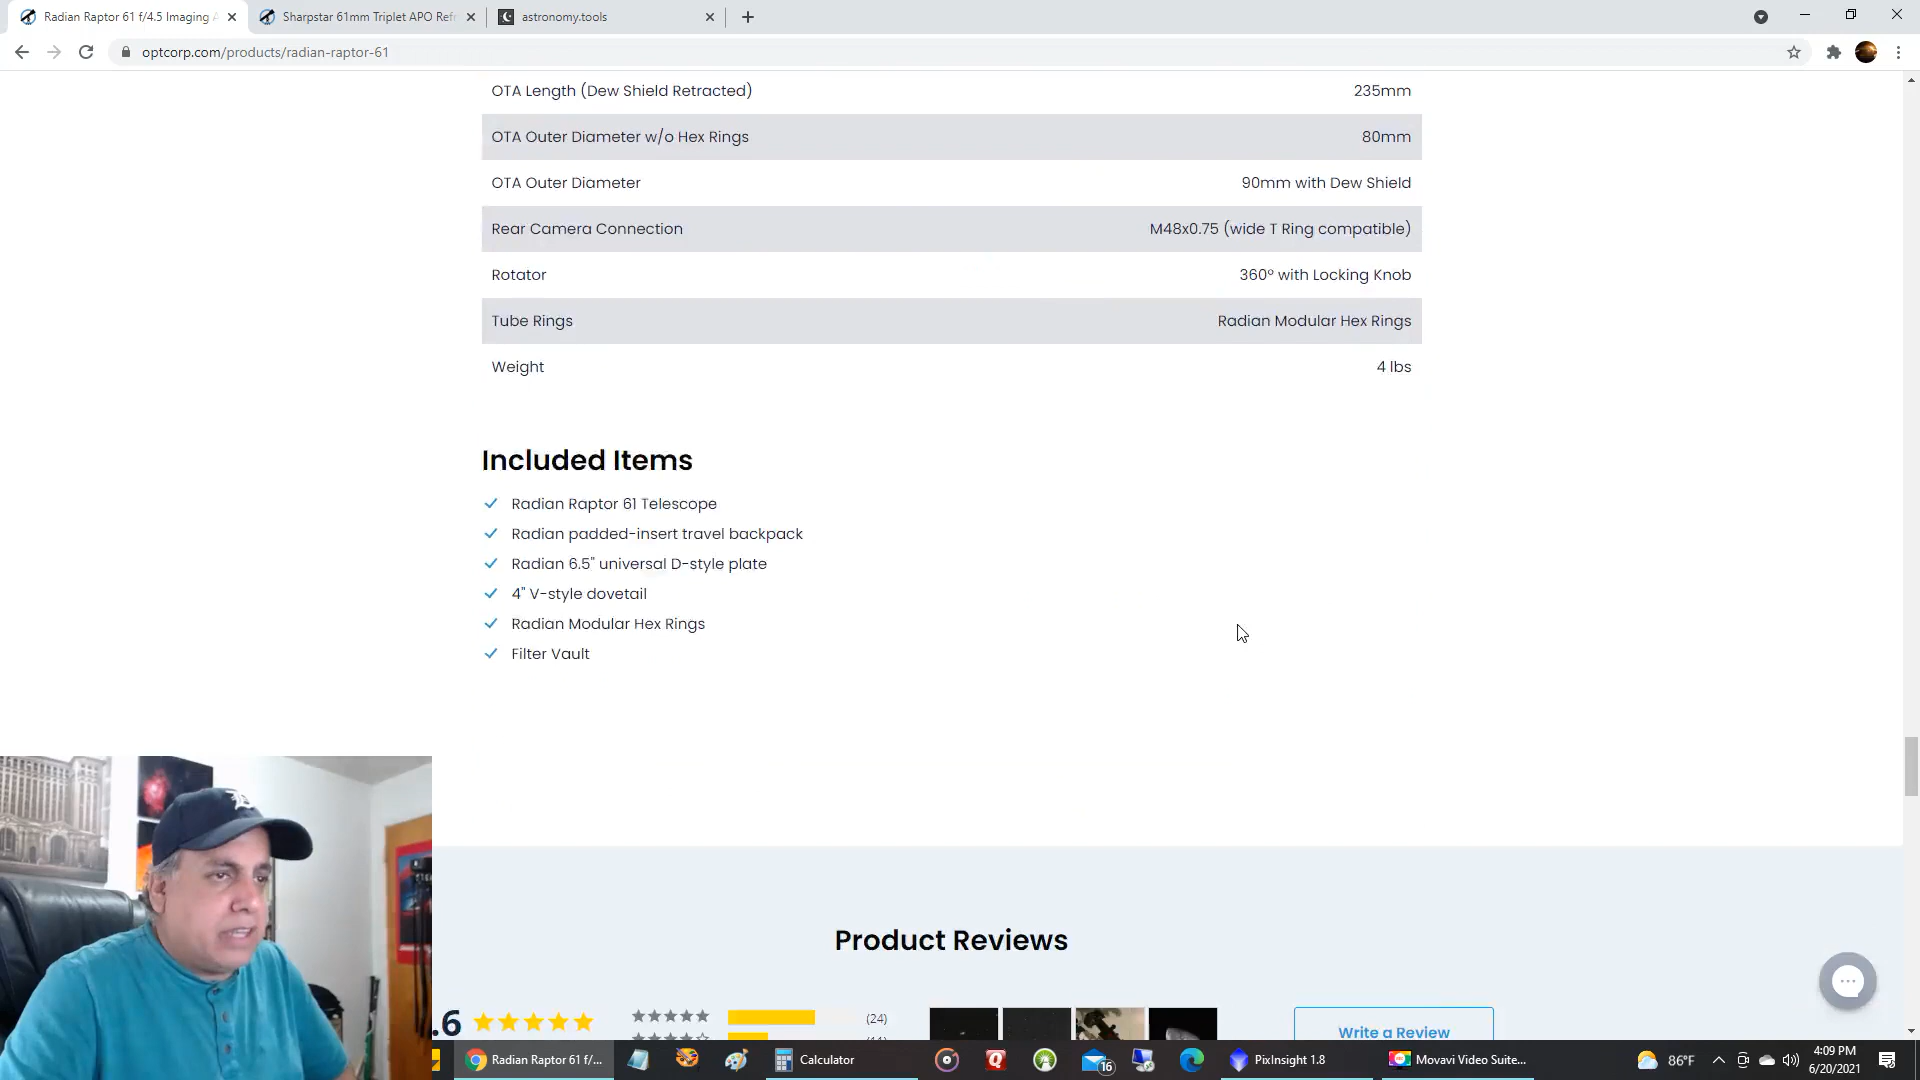 Radian Raptor 61 f/4.5 Imaging A
Sharpstar 61mm Triplet APO Refr
astronomy.tools
optcorp.com/products/radian-raptor-61
OTA Length (Dew Shield Retracted) 235mm
OTA Outer Diameter w/o Hex Rings 80mm
OTA Outer Diameter 90mm with Dew Shield
Rear Camera Connection M48x0.75 (wide T Ring compatible)
Rotator 360° with Locking Knob
Tube Rings Radian Modular Hex Rings
Weight 4 lbs
Included Items
Radian Raptor 61 Telescope
Radian padded-insert travel backpack
Radian 6.5" universal D-style plate
4" V-style dovetail
Radian Modular Hex Rings
Filter Vault
Product Reviews
.6
(24)
Write a Review
Radian Raptor 61 f/...
Calculator
16
PixInsight 1.8
Movavi Video Suite...
86°F
4:09 PM
6/20/2021